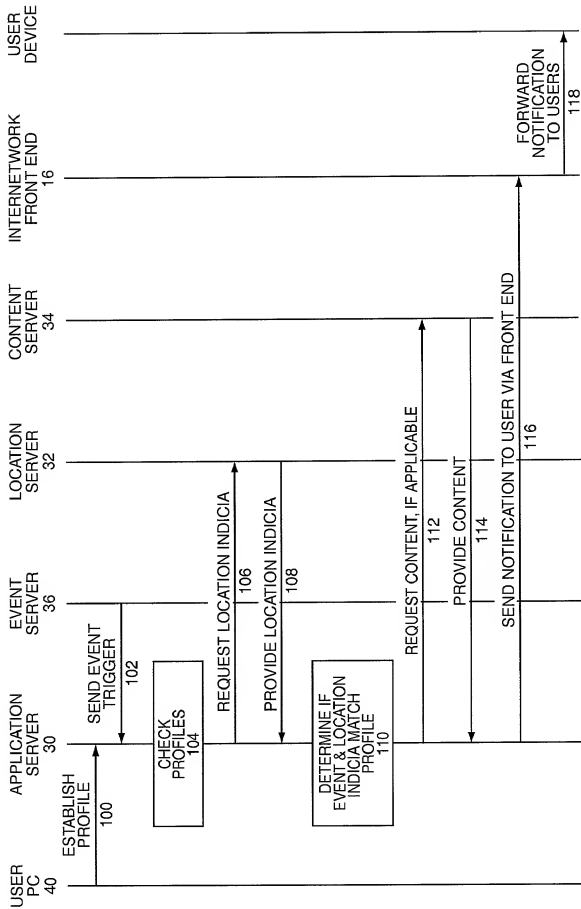 USER
PC
40
APPLICATION
SERVER
30
EVENT
SERVER
36
LOCATION
SERVER
32
CONTENT
SERVER
34
INTERNETWORK
FRONT END
16
USER
DEVICE
ESTABLISH
PROFILE
100
SEND EVENT
TRIGGER
102
CHECK
PROFILES
104
REQUEST LOCATION INDICIA
106
PROVIDE LOCATION INDICIA
108
DETERMINE IF
EVENT & LOCATION
INDICIA MATCH
PROFILE
110
REQUEST CONTENT, IF APPLICABLE
112
PROVIDE CONTENT
114
SEND NOTIFICATION TO USER VIA FRONT END
116
FORWARD
NOTIFICATION
TO USERS
118